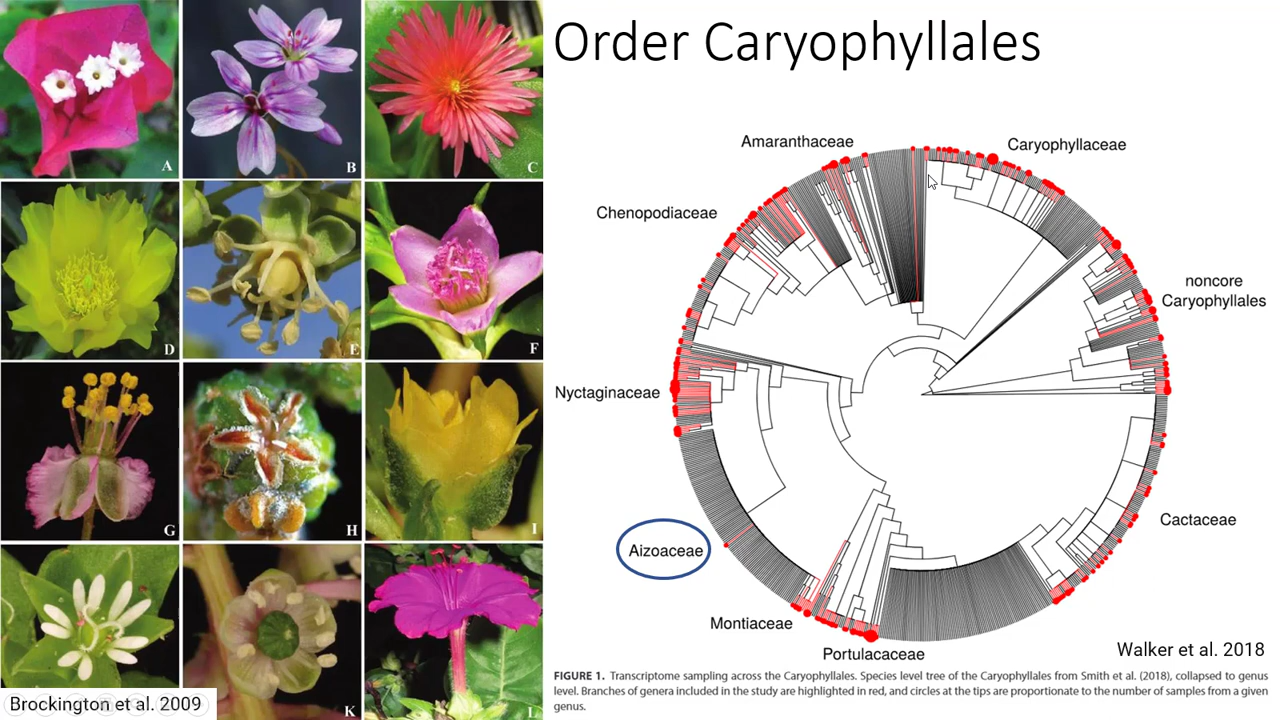 Order Caryophyllales
A
B
C
D
E
F
G
H
I
K
L
Brockington et al. 2009
Amaranthaceae
Caryophyllaceae
Chenopodiaceae
noncore
Caryophyllales
Nyctaginaceae
Cactaceae
Aizoaceae
Montiaceae
Portulacaceae
Walker et al. 2018
FIGURE 1. Transcriptome sampling across the Caryophyllales. Species level tree of the Caryophyllales from Smith et al. (2018), collapsed to genus
level. Branches of genera included in the study are highlighted in red, and circles at the tips are proportionate to the number of samples from a given
genus.